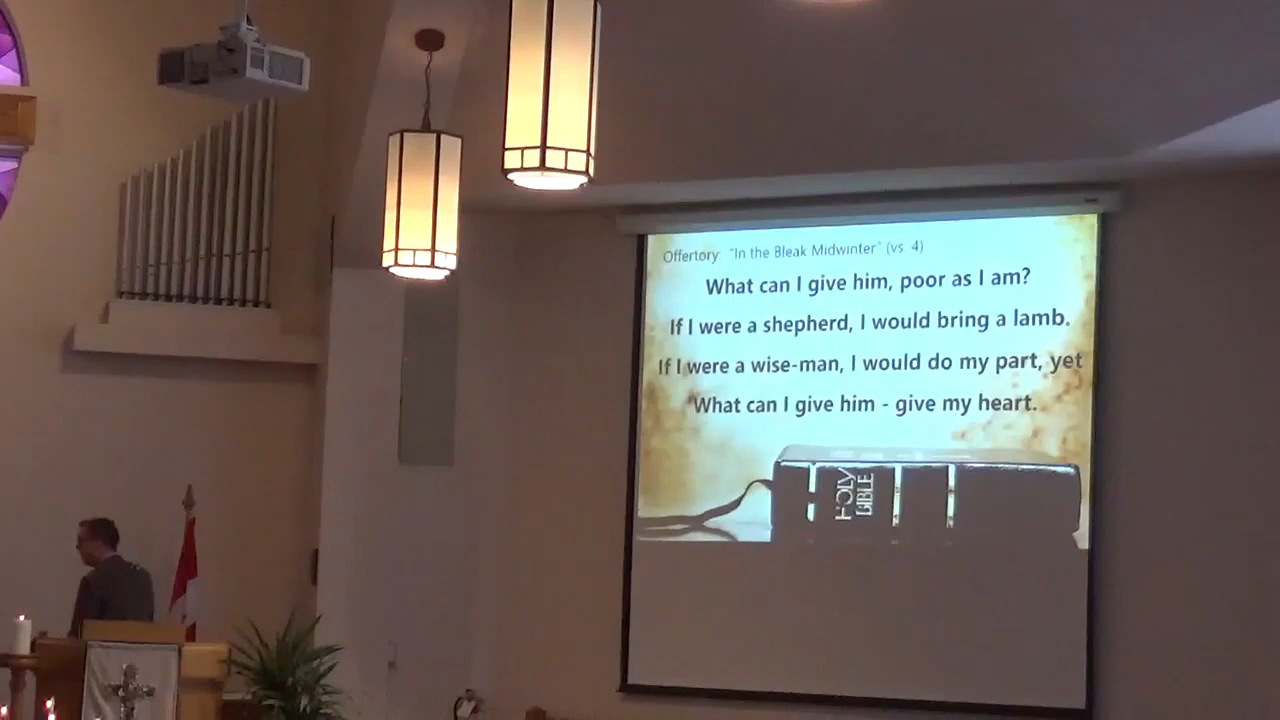 Offertory "In the Bleak Midwinter" (vs. 4)
What can I give him, poor as I am?
If I were a shepherd, I would bring a lamb.
If I were a wise-man, I would do my part, yet
What can I give him - give my heart.
HOLY
BIBLE